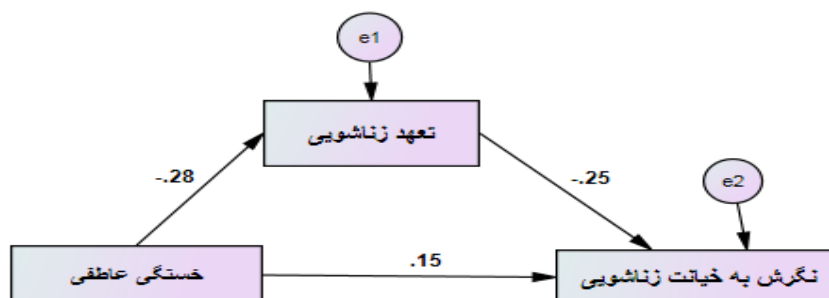 e1
تعهد زناشویی
-.28
-.25
e2
خستگی عاطفی
.15
نگرش به خیانت زناشویی